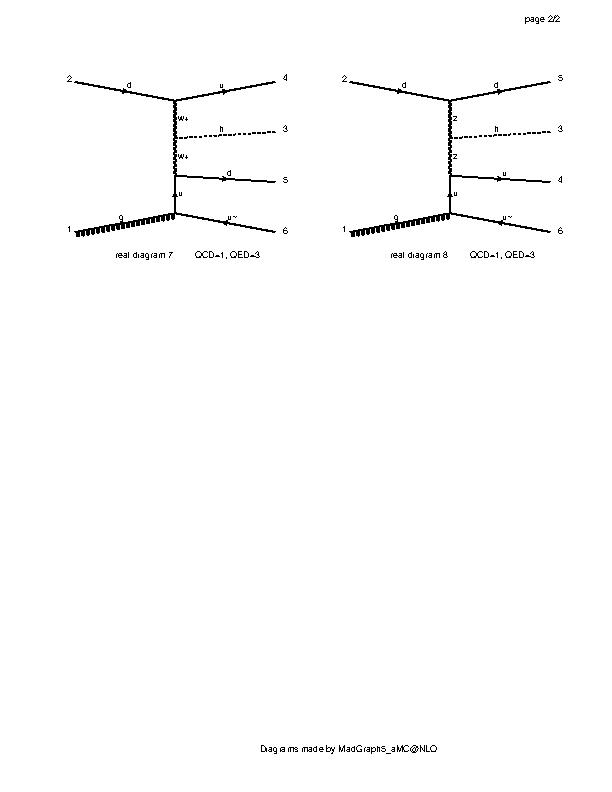 page 2/2
2 d u 4
w+
h 3
w+
d 5
u
g u~
1 6
real diagram 7 QCD=1, QED=3
2 d d 5
z
h 3
z
u 4
u
g u~
1 6
real diagram 8 QCD=1, QED=3
Diagrams made by MadGraph5_aMC@NLO